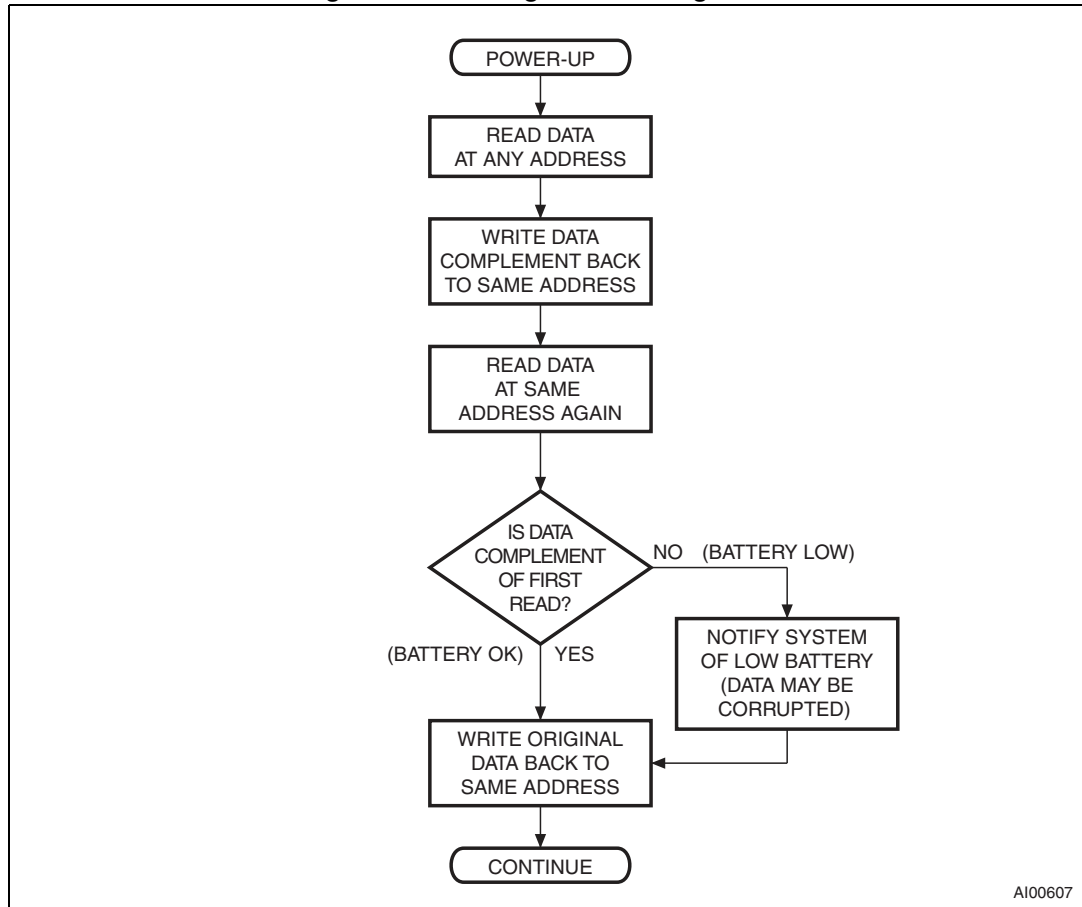 POWER-UP
READ DATA
AT ANY ADDRESS
WRITE DATA
COMPLEMENT BACK
TO SAME ADDRESS
READ DATA
AT SAME
ADDRESS AGAIN
IS DATA
COMPLEMENT
OF FIRST
READ?
NO (BATTERY LOW)
NOTIFY SYSTEM
OF LOW BATTERY
(DATA MAY BE
CORRUPTED)
(BATTERY OK) YES
WRITE ORIGINAL
DATA BACK TO
SAME ADDRESS
CONTINUE
AI00607